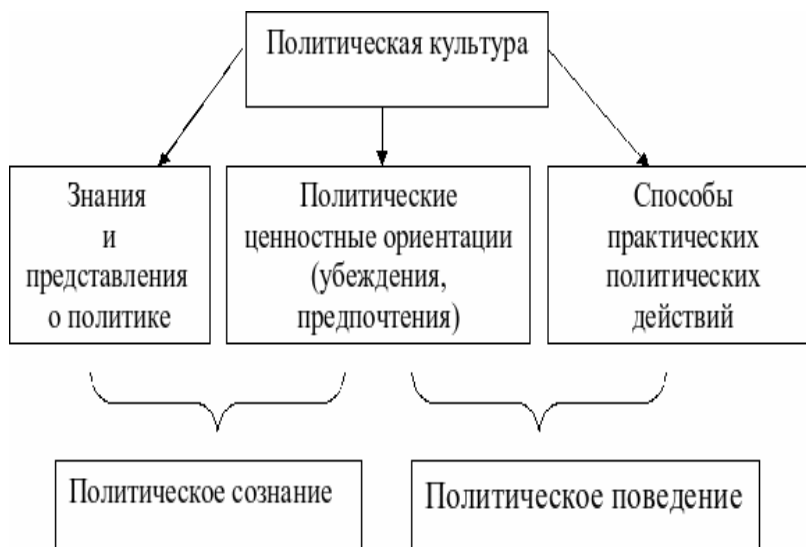 Политическая культура
Знания
и
представления
о политике
Политические
ценностные ориентации
(убеждения,
предпочтения)
Способы
практических
политических
действий
Политическое сознание
Политическое поведение